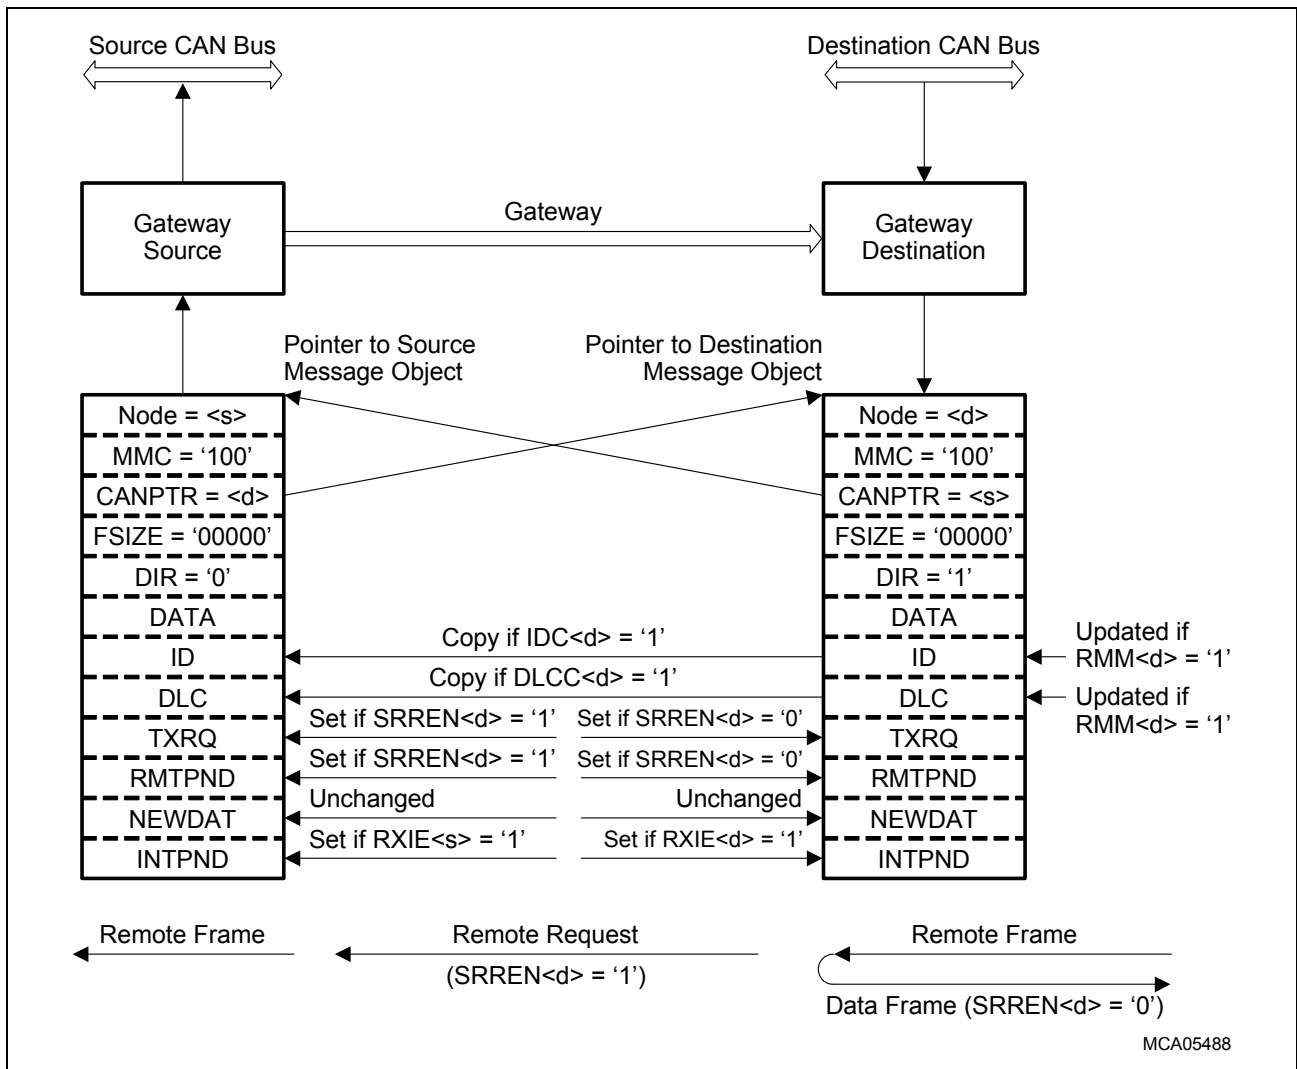 Source CAN Bus
Destination CAN Bus
Gateway
Source
Gateway
Gateway
Destination
Pointer to Source
Message Object
Pointer to Destination
Message Object
Node = <s>
MMC = ‘100’
CANPTR = <d>
FSIZE = ‘00000’
DIR = ‘0’
DATA
ID
DLC
TXRQ
RMTPND
NEWDAT
INTPND
Copy if IDC<d> = ‘1’
Copy if DLCC<d> = ‘1’
Set if SRREN<d> = ‘1’
Set if SRREN<d> = ‘0’
Set if SRREN<d> = ‘1’
Set if SRREN<d> = ‘0’
Unchanged
Unchanged
Set if RXIE<s> = ‘1’
Set if RXIE<d> = ‘1’
Node = <d>
MMC = ‘100’
CANPTR = <s>
FSIZE = ‘00000’
DIR = ‘1’
DATA
ID
DLC
TXRQ
RMTPND
NEWDAT
INTPND
Updated if
RMM<d> = ‘1’
Updated if
RMM<d> = ‘1’
Remote Frame
Remote Request
(SRREN<d> = ‘1’)
Remote Frame
Data Frame (SRREN<d> = ‘0’)
MCA05488